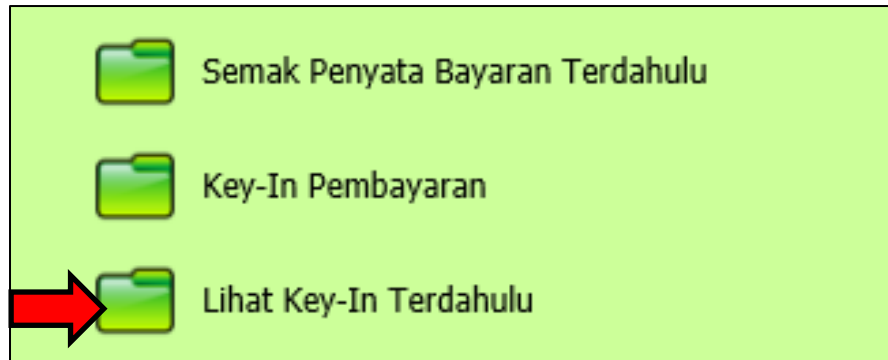 Semak Penyata Bayaran Terdahulu
Key-In Pembayaran
Lihat Key-In Terdahulu